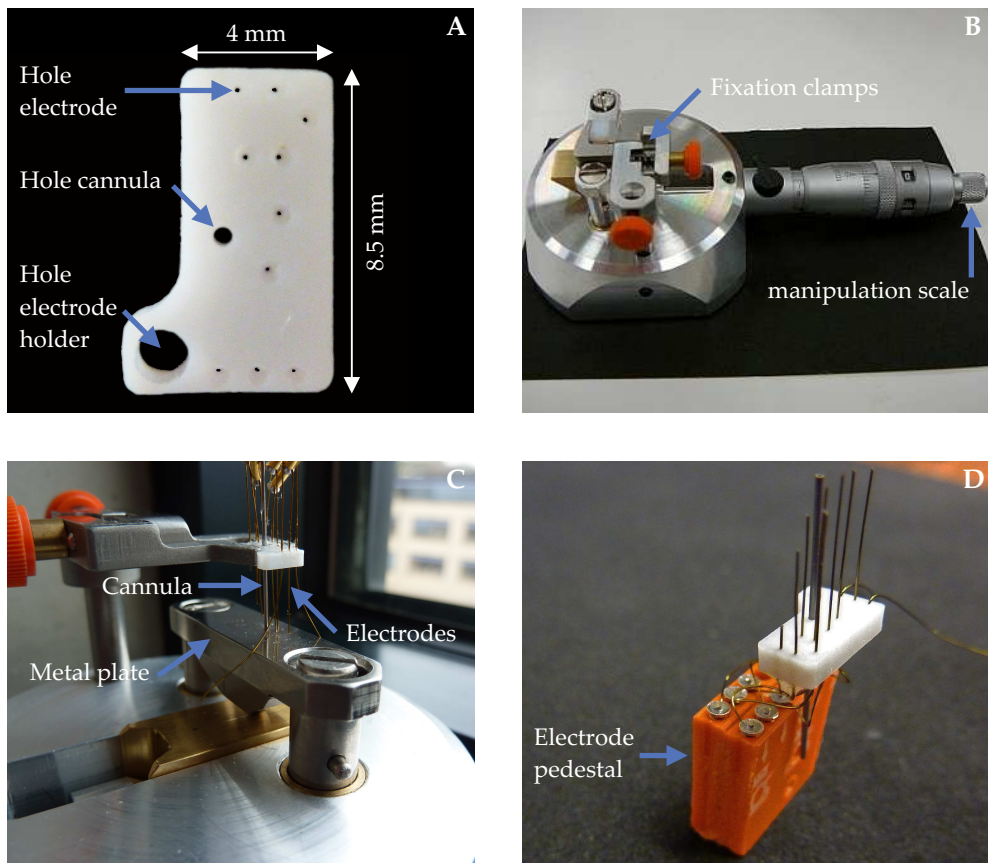 A
4 mm
Hole
electrode
Hole cannula
Hole
electrode
holder
8.5 mm
B
Fixation clamps
manipulation scale
C
Cannula
Electrodes
Metal plate
D
Electrode
pedestal